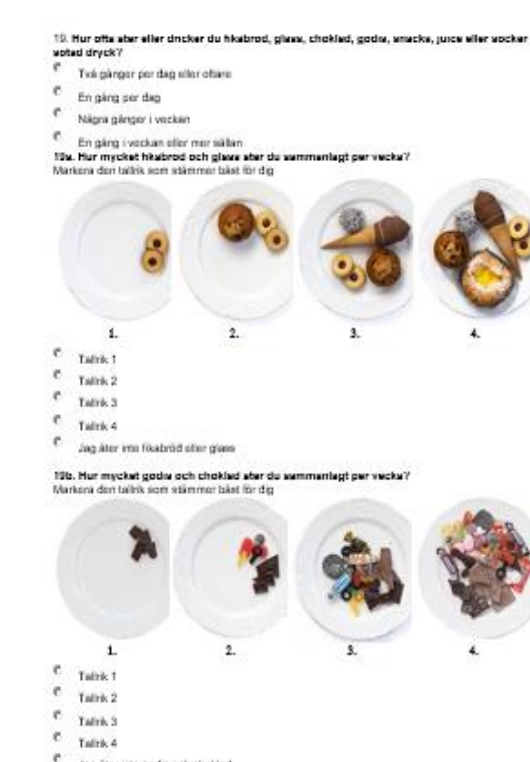 19. Hur ofta äter eller dricker du fikabröd, glass, choklad, godis, snacks, juice eller socker
sötad dryck?
Två gånger per dag eller oftare
En gång per dag
Några gånger i veckan
En gång i veckan eller mer sällan
19a. Hur mycket fikabröd och glass äter du sammanlagt per vecka?
Markera den tallrik som stämmer bäst för dig
1. 2. 3. 4.
Tallrik 1
Tallrik 2
Tallrik 3
Tallrik 4
Jag äter inte fikabröd eller glass
19b. Hur mycket godis och choklad äter du sammanlagt per vecka?
Markera den tallrik som stämmer bäst för dig
1. 2. 3. 4.
Tallrik 1
Tallrik 2
Tallrik 3
Tallrik 4